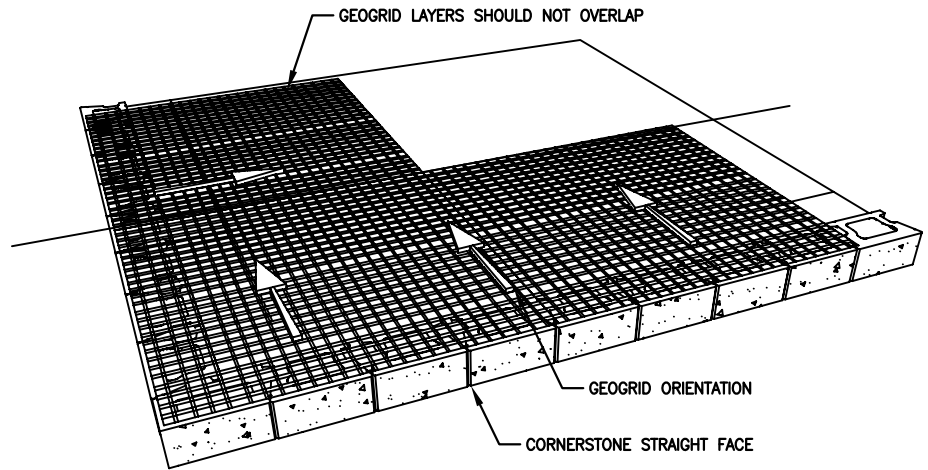 GEOGRID LAYERS SHOULD NOT OVERLAP
GEOGRID ORIENTATION
CORNERSTONE STRAIGHT FACE